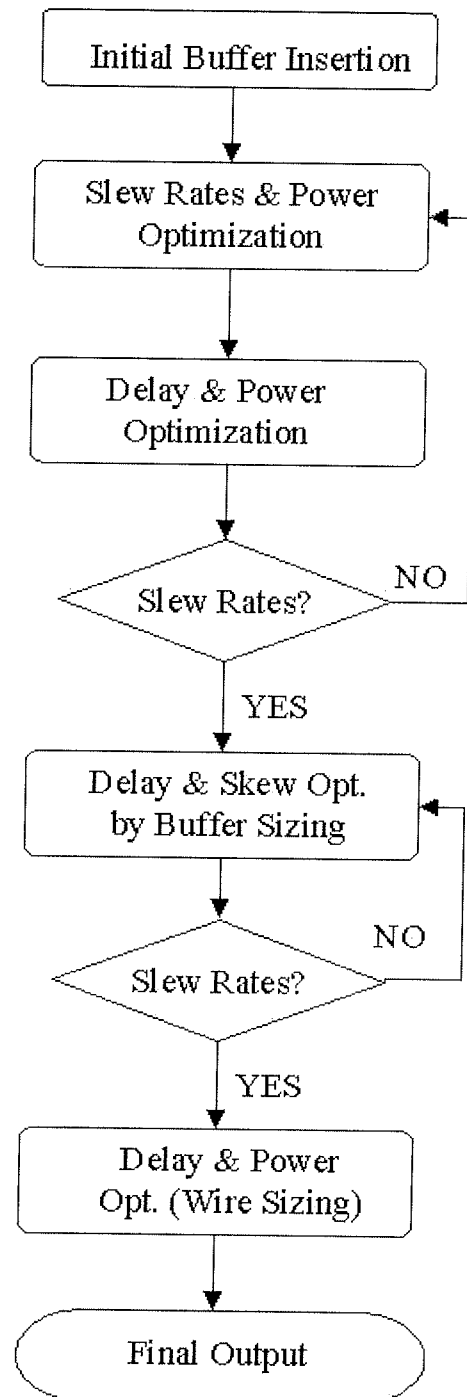 Initial Buffer Insertion
Slew Rates & Power
Optimization
Delay & Power
Optimization
Slew Rates?
NO
YES
Delay & Skew Opt.
by Buffer Sizing
NO
Slew Rates?
YES
Delay & Power
Opt. (Wire Sizing)
Final Output